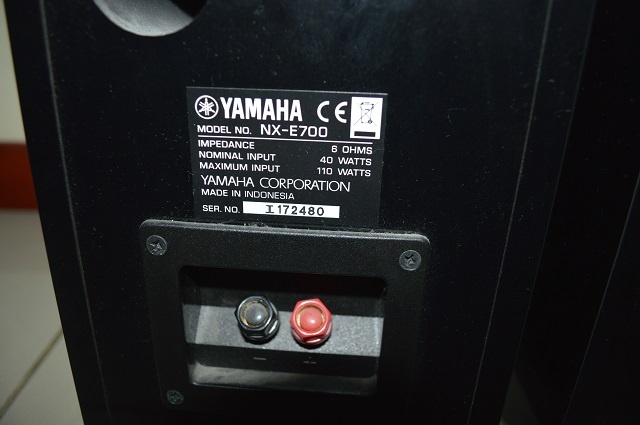 YAMAHA CE
MODEL NO. NX-E700
IMPEDANCE 6 OHMS
NOMINAL INPUT 40 WATTS
MAXIMUM INPUT 110 WATTS
YAMAHA CORPORATION
MADE IN INDONESIA
SER. NO. I172480
- +